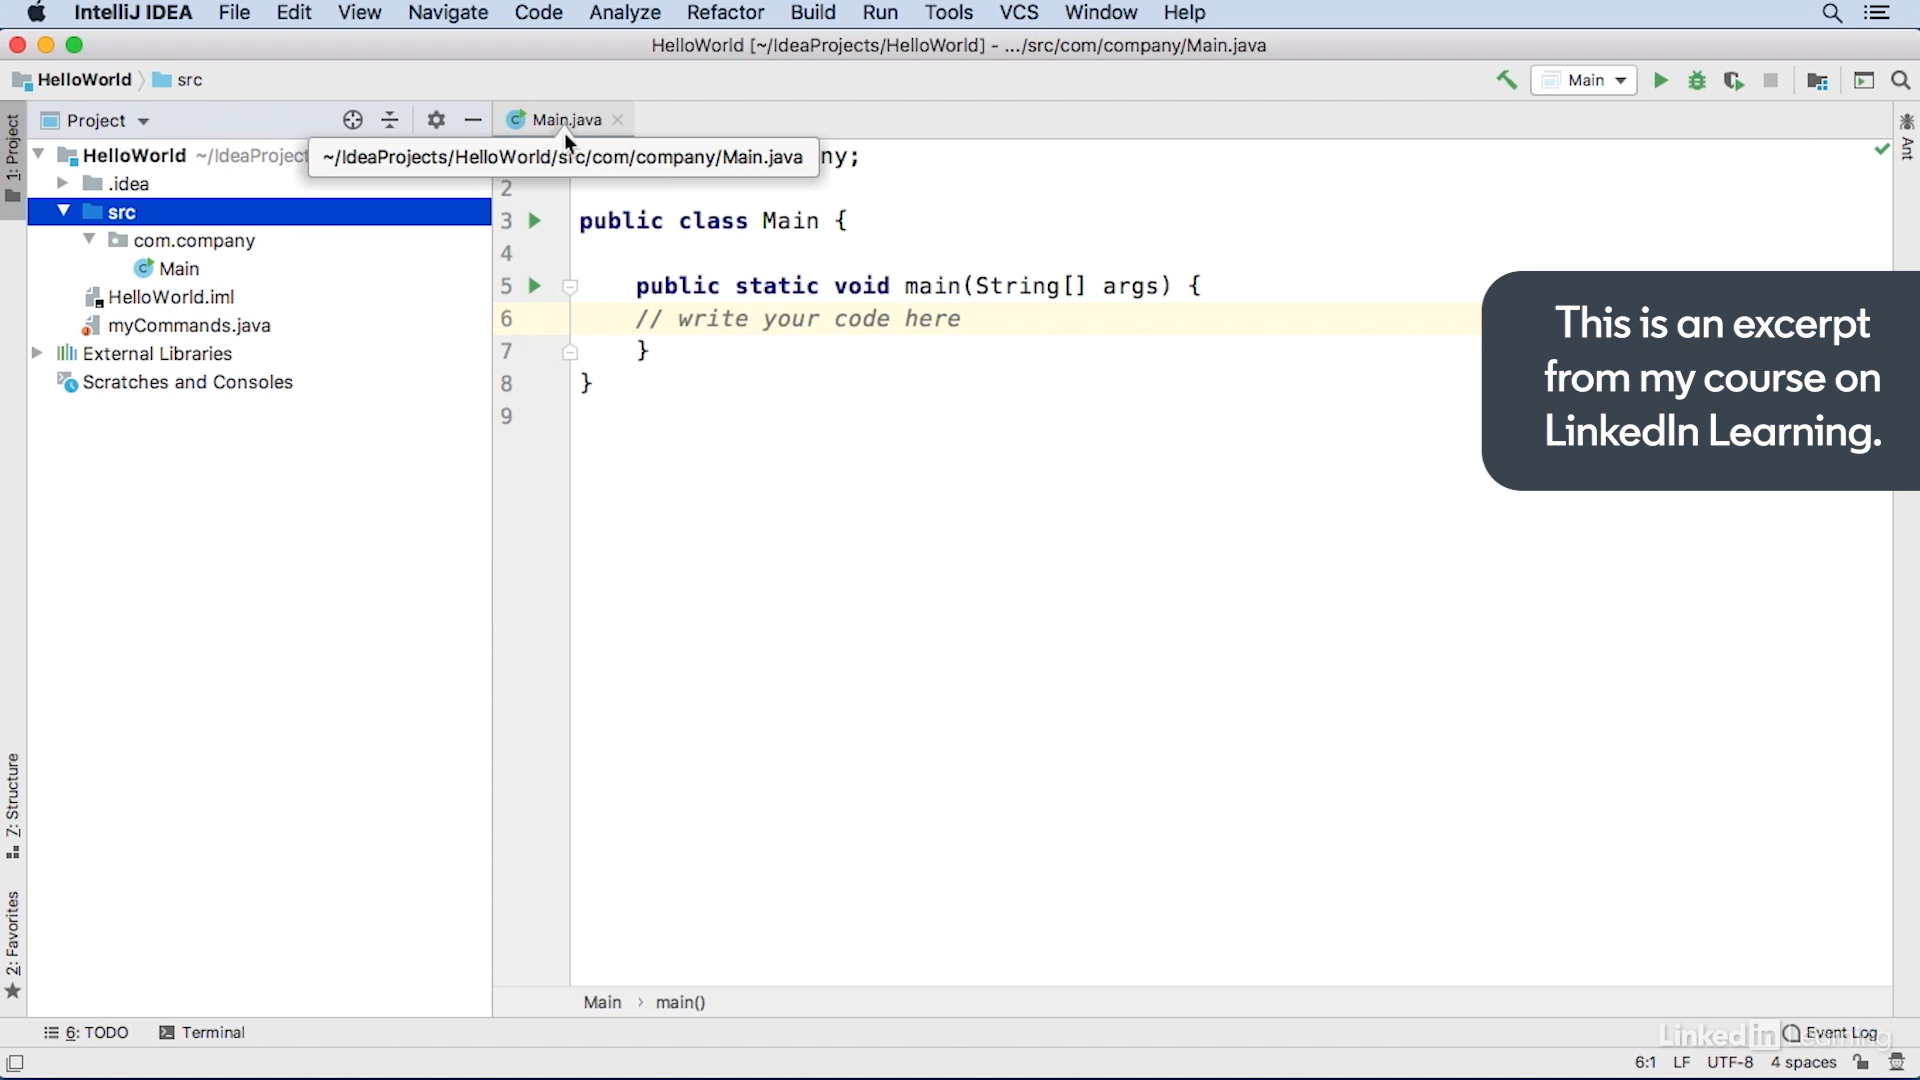 IntelliJ IDEA File Edit View Navigate Code Analyze Refactor Build Run Tools VCS Window Help
HelloWorld [~/IdeaProjects/HelloWorld] - .../src/com/company/Main.java
HelloWorld src
Main
Project
Main.java
1: Project
Ant
HelloWorld ~/IdeaProject
~/IdeaProjects/HelloWorld/src/com/company/Main.java
ny;
.idea
src
com.company
Main
HelloWorld.iml
myCommands.java
External Libraries
Scratches and Consoles
2
3 public class Main {
4
5 public static void main(String[] args) {
6 // write your code here
7 }
8 }
9
This is an excerpt
from my course on
LinkedIn Learning.
7: Structure
2: Favorites
Main > main()
6: TODO Terminal
Event Log
LinkedIn Learning
6:1 LF UTF-8 4 spaces